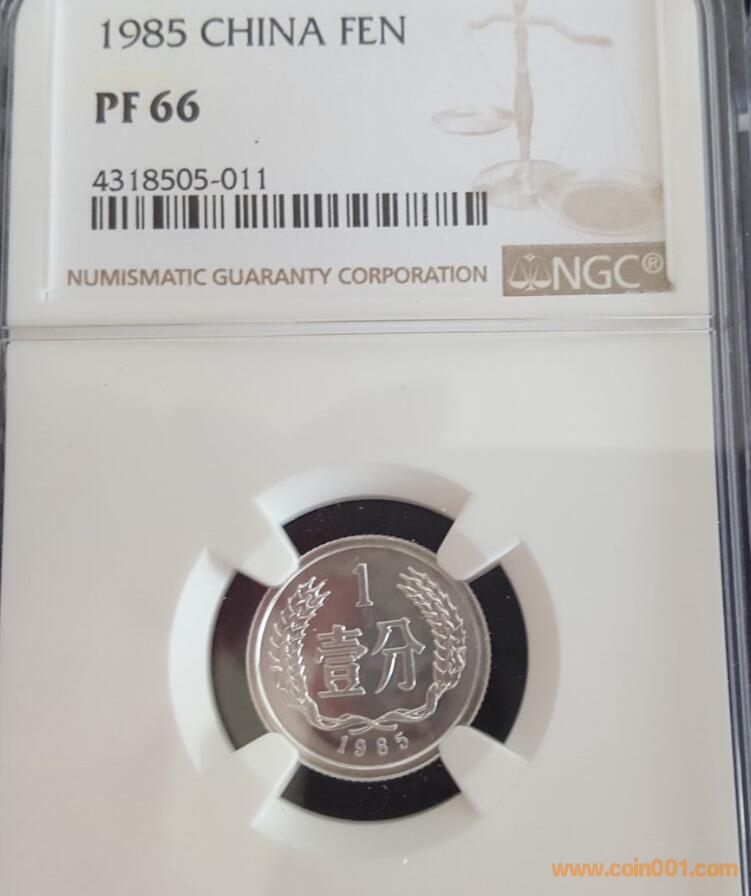 1985 CHINA FEN
PF 66
4318505-011
NUMISMATIC GUARANTY CORPORATION
NGC®
1
壹分
1985
www.coin001.com